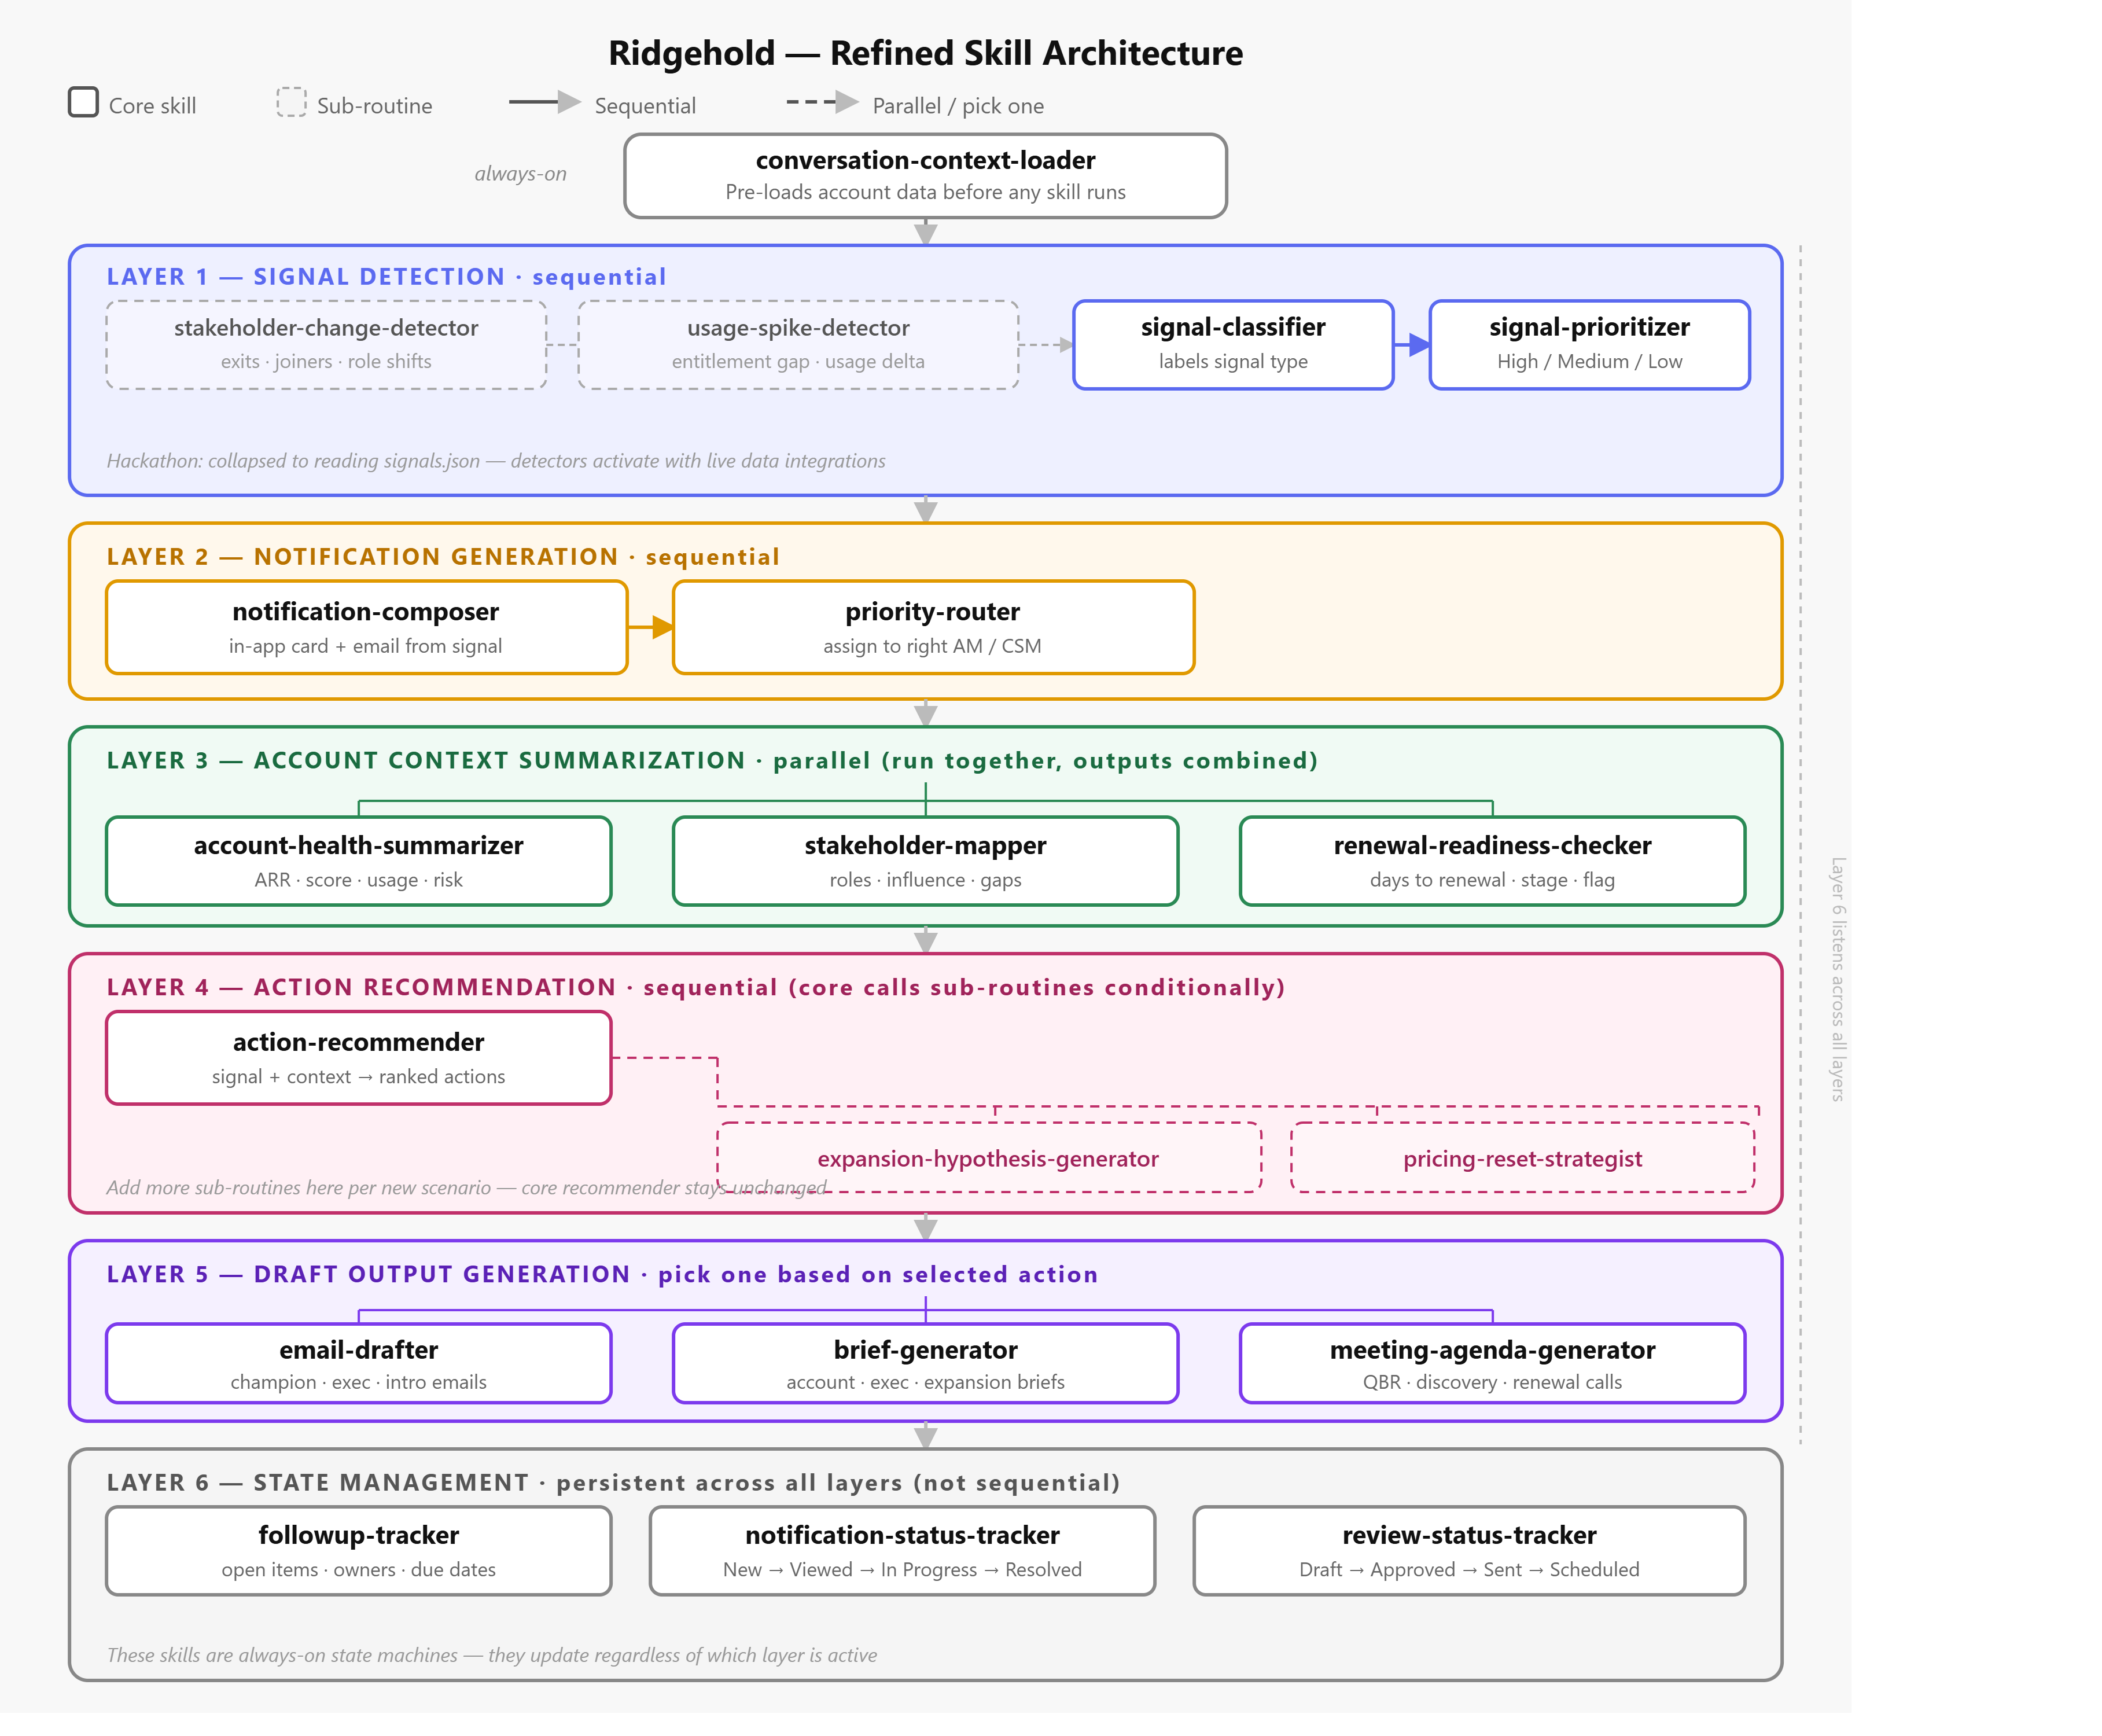 Ridgehold — Refined Skill Architecture
Core skill
Sub-routine
Sequential
Parallel / pick one
always-on
conversation-context-loader
Pre-loads account data before any skill runs
LAYER 1 — SIGNAL DETECTION · sequential
stakeholder-change-detector
exits · joiners · role shifts
usage-spike-detector
entitlement gap · usage delta
signal-classifier
labels signal type
signal-prioritizer
High / Medium / Low
Hackathon: collapsed to reading signals.json — detectors activate with live data integrations
LAYER 2 — NOTIFICATION GENERATION · sequential
notification-composer
in-app card + email from signal
priority-router
assign to right AM / CSM
LAYER 3 — ACCOUNT CONTEXT SUMMARIZATION · parallel (run together, outputs combined)
account-health-summarizer
ARR · score · usage · risk
stakeholder-mapper
roles · influence · gaps
renewal-readiness-checker
days to renewal · stage · flag
Layer 6 listens across all layers
LAYER 4 — ACTION RECOMMENDATION · sequential (core calls sub-routines conditionally)
action-recommender
signal + context → ranked actions
expansion-hypothesis-generator
pricing-reset-strategist
Add more sub-routines here per new scenario — core recommender stays unchanged
LAYER 5 — DRAFT OUTPUT GENERATION · pick one based on selected action
email-drafter
champion · exec · intro emails
brief-generator
account · exec · expansion briefs
meeting-agenda-generator
QBR · discovery · renewal calls
LAYER 6 — STATE MANAGEMENT · persistent across all layers (not sequential)
followup-tracker
open items · owners · due dates
notification-status-tracker
New → Viewed → In Progress → Resolved
review-status-tracker
Draft → Approved → Sent → Scheduled
These skills are always-on state machines — they update regardless of which layer is active